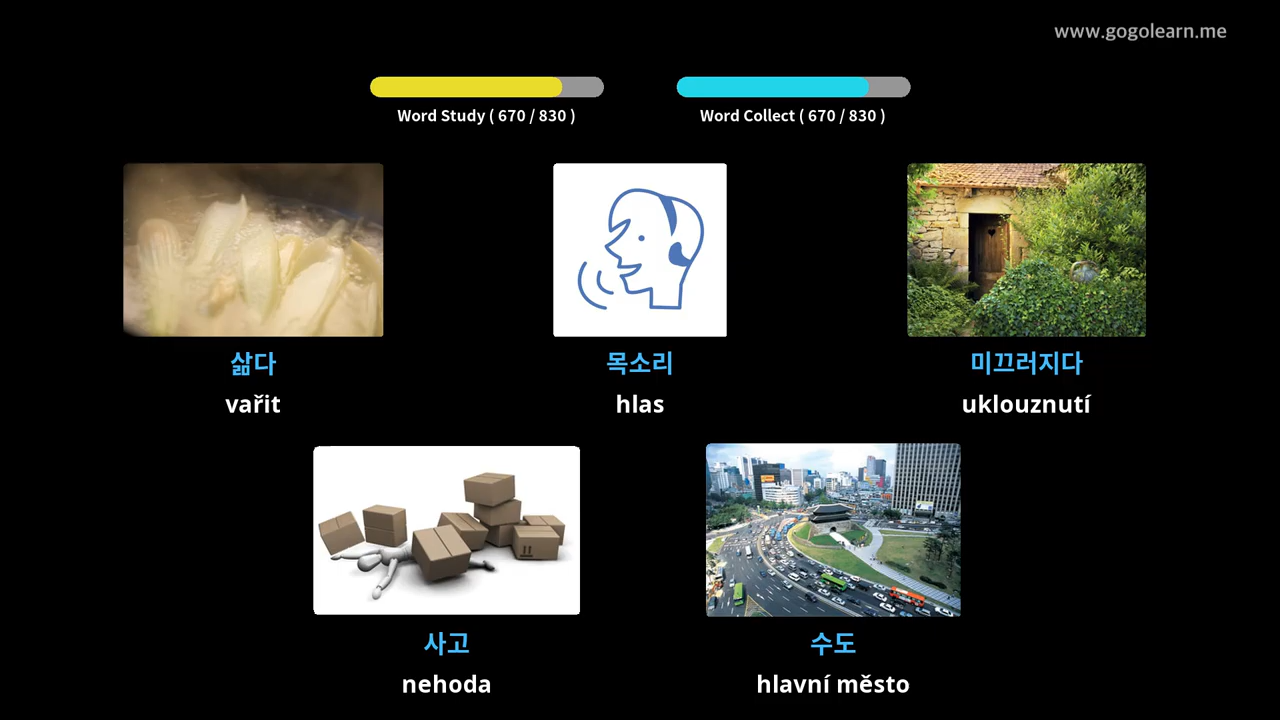 www.gogolearn.me
Word Study ( 670 / 830 )
Word Collect ( 670 / 830 )
삶다
vařit
목소리
hlas
미끄러지다
uklouznutí
사고
nehoda
수도
hlavní město